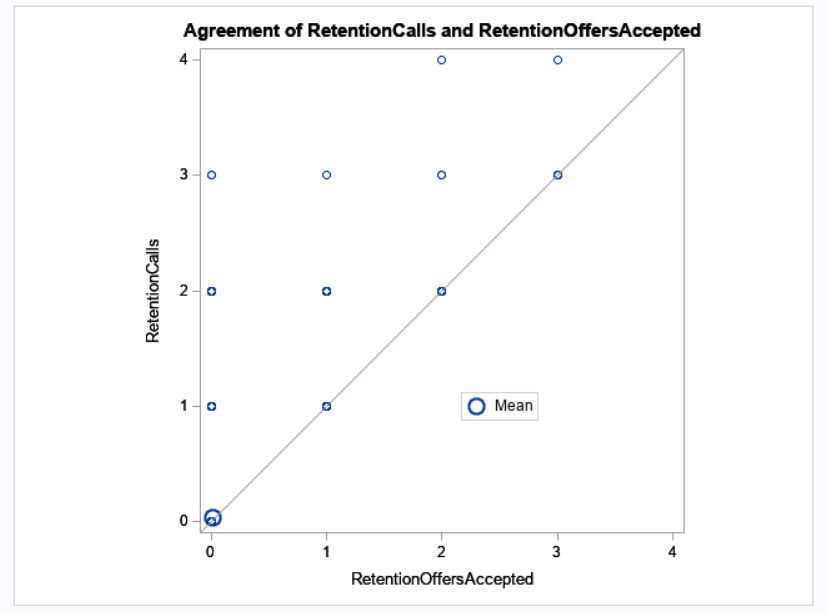 Agreement of RetentionCalls and RetentionOffersAccepted
4
3
RetentionCalls
2
1
Mean
0
0 1 2 3 4
RetentionOffersAccepted